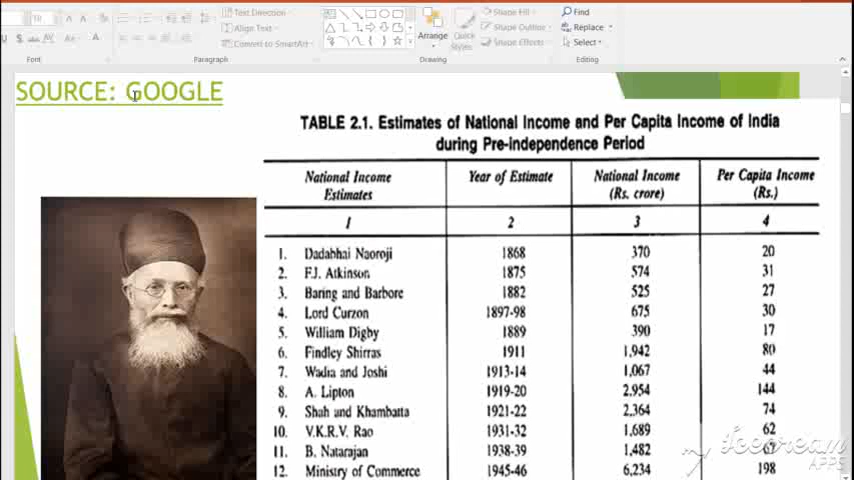 Text Direction
Align Text
Convert to SmartArt
Font
Paragraph
Arrange
Quick
Styles
Shape Fill
Shape Outline
Shape Effects
Drawing
Find
Replace
Select
Editing
SOURCE: GOOGLE
TABLE 2.1. Estimates of National Income and Per Capita Income of India
during Pre-independence Period
National Income Estimates Year of Estimate National Income (Rs. crore) Per Capita Income (Rs.)
1 2 3 4
1. Dadabhai Naoroji 1868 370 20
2. F.J. Atkinson 1875 574 31
3. Baring and Barbore 1882 525 27
4. Lord Curzon 1897-98 675 30
5. William Digby 1889 390 17
6. Findley Shirras 1911 1,942 80
7. Wadia and Joshi 1913-14 1,067 44
8. A. Lipton 1919-20 2,954 144
9. Shah and Khambatta 1921-22 2,364 74
10. V.K.R.V. Rao 1931-32 1,689 62
11. B. Natarajan 1938-39 1,482 67
12. Ministry of Commerce 1945-46 6,234 198
Icecream
APPS